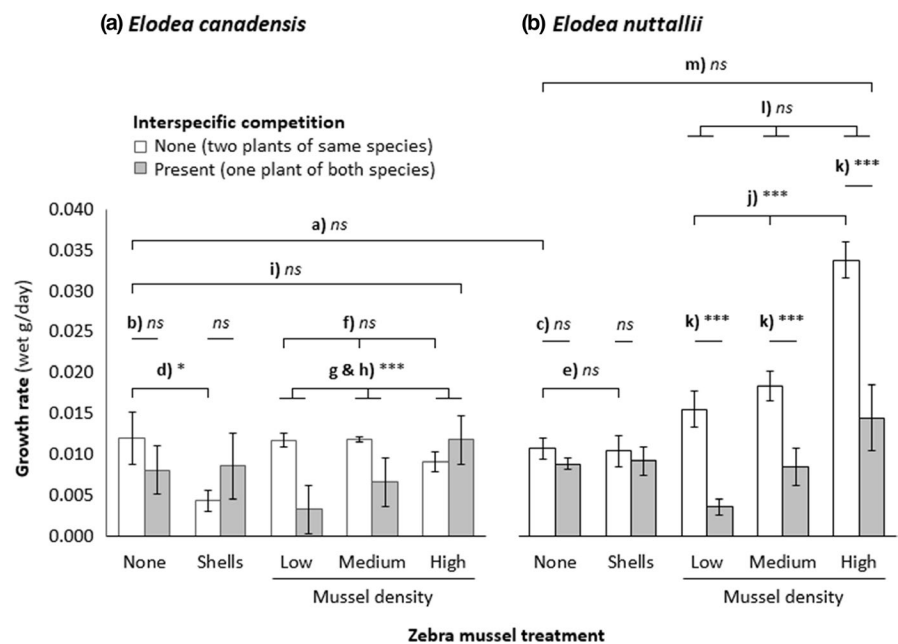 (a) Elodea canadensis
(b) Elodea nuttallii
m) ns
l) ns
Interspecific competition
None (two plants of same species)
Present (one plant of both species)
k) ***
j) ***
a) ns
i) ns
b) ns
ns
f) ns
c) ns
ns
k) ***
k) ***
d) *
g & h) ***
e) ns
Growth rate (wet g/day)
0.040
0.035
0.030
0.025
0.020
0.015
0.010
0.005
0.000
None Shells Low Medium High
None Shells Low Medium High
Mussel density
Mussel density
Zebra mussel treatment